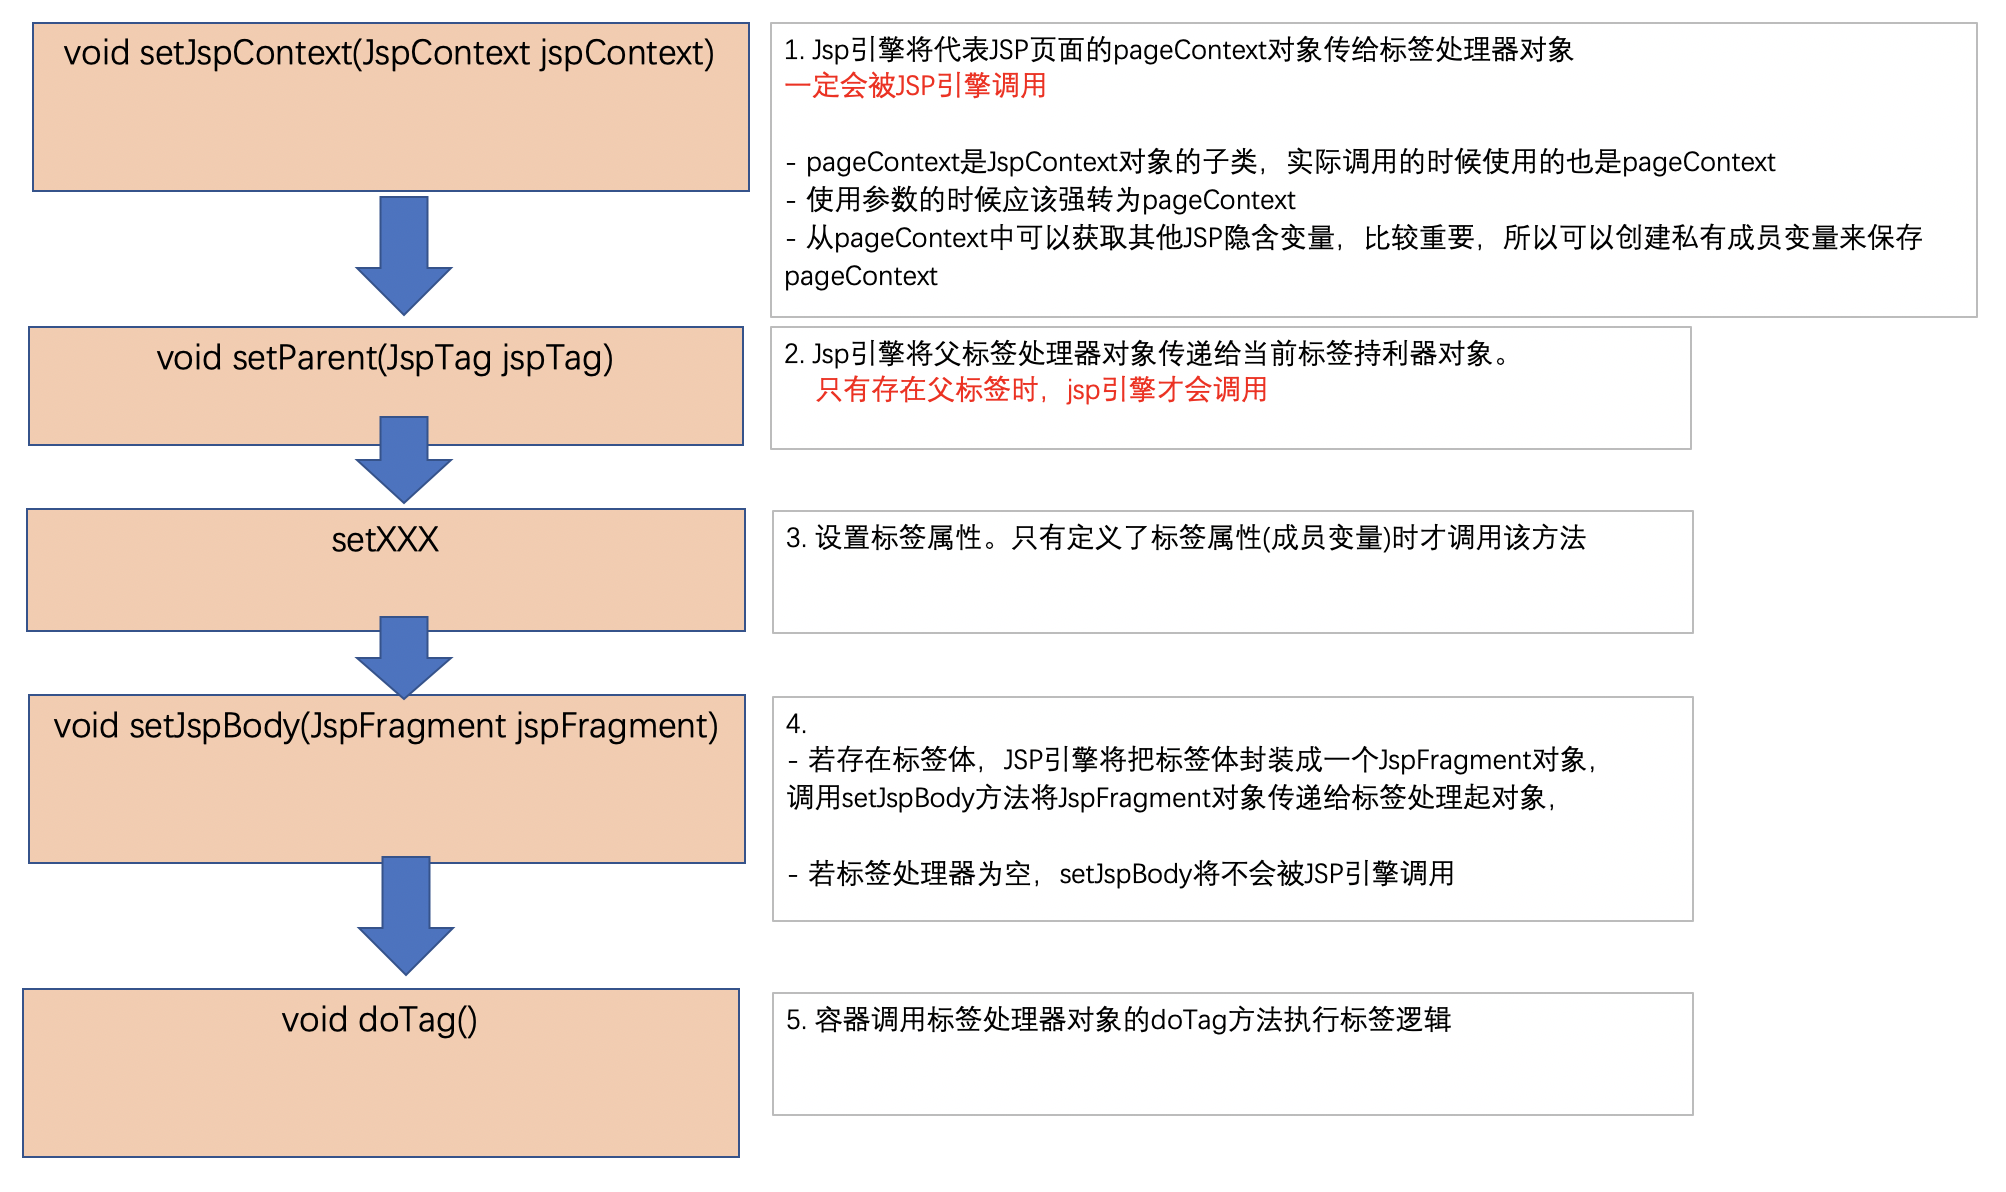 void setJspContext(JspContext jspContext)
1. Jsp引擎将代表JSP页面的pageContext对象传给标签处理器对象
一定会被JSP引擎调用
- pageContext是JspContext对象的子类，实际调用的时候使用的也是pageContext
- 使用参数的时候应该强转为pageContext
- 从pageContext中可以获取其他JSP隐含变量，比较重要，所以可以创建私有成员变量来保存
pageContext
void setParent(JspTag jspTag)
2. Jsp引擎将父标签处理器对象传递给当前标签持利器对象。
只有存在父标签时，jsp引擎才会调用
setXXX
3. 设置标签属性。只有定义了标签属性(成员变量)时才调用该方法
void setJspBody(JspFragment jspFragment)
4.
- 若存在标签体，JSP引擎将把标签体封装成一个JspFragment对象，
调用setJspBody方法将JspFragment对象传递给标签处理起对象，
- 若标签处理器为空，setJspBody将不会被JSP引擎调用
void doTag()
5. 容器调用标签处理器对象的doTag方法执行标签逻辑